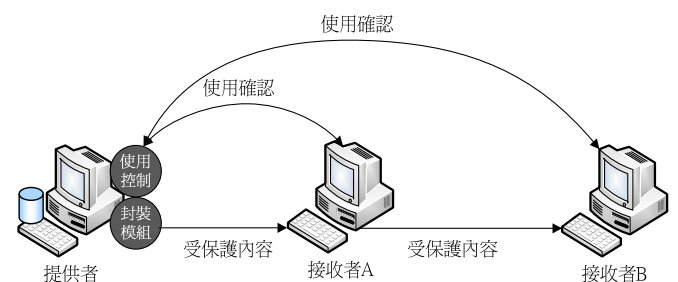 使用確認
使用確認
使用
控制
封裝
模組
受保護內容
受保護內容
提供者
接收者A
接收者B